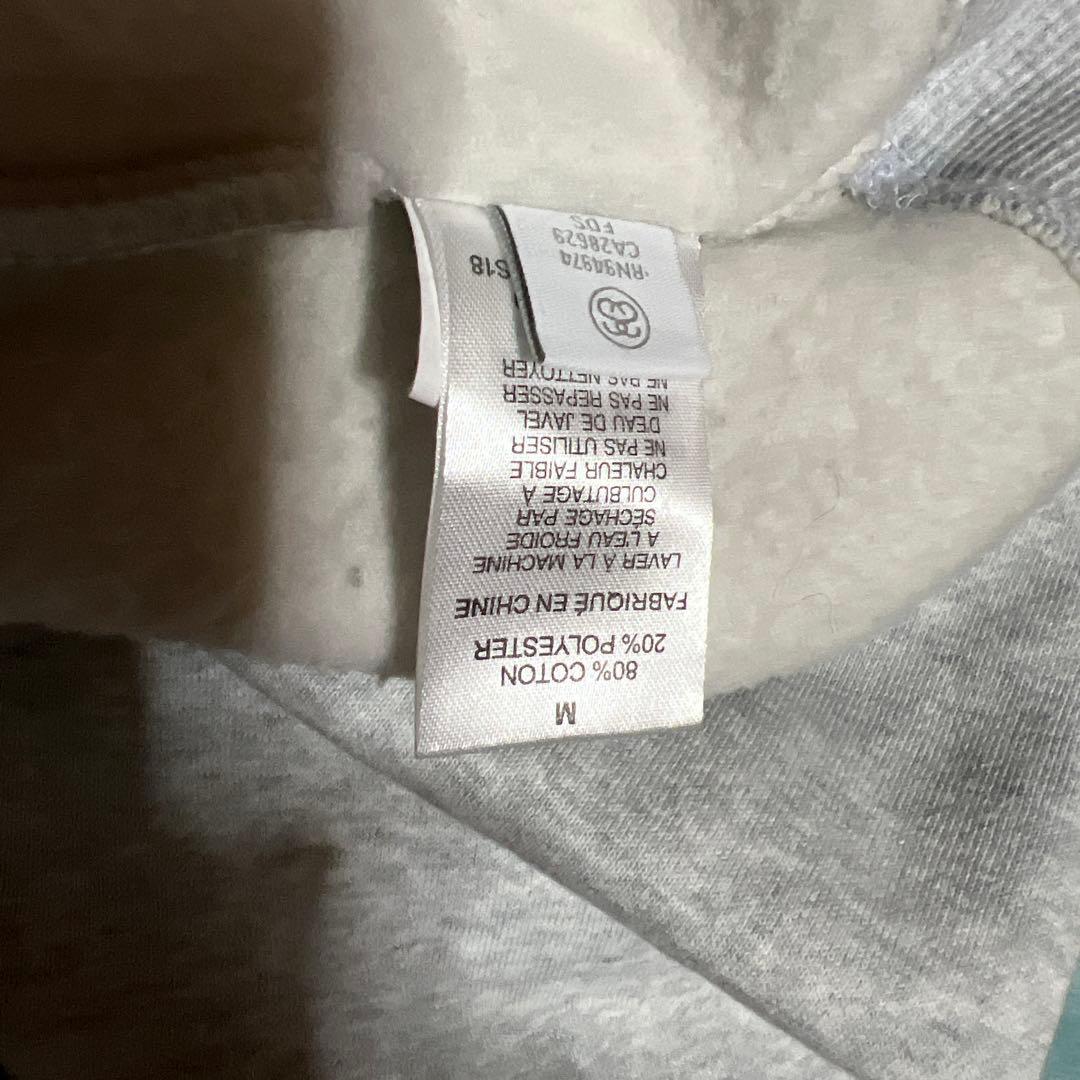 M
80% COTON
20% POLYESTER
FABRIQUÉ EN CHINE
LAVER À LA MACHINE
A L'EAU FROIDE
SÉCHAGE PAR
CULBUTAGE A
CHALEUR FAIBLE
NE PAS UTILISER
D'EAU DE JAVEL
NE PAS REPASSER
NE PAS NETTOYER
S18
RN94974
CA28629
FDS